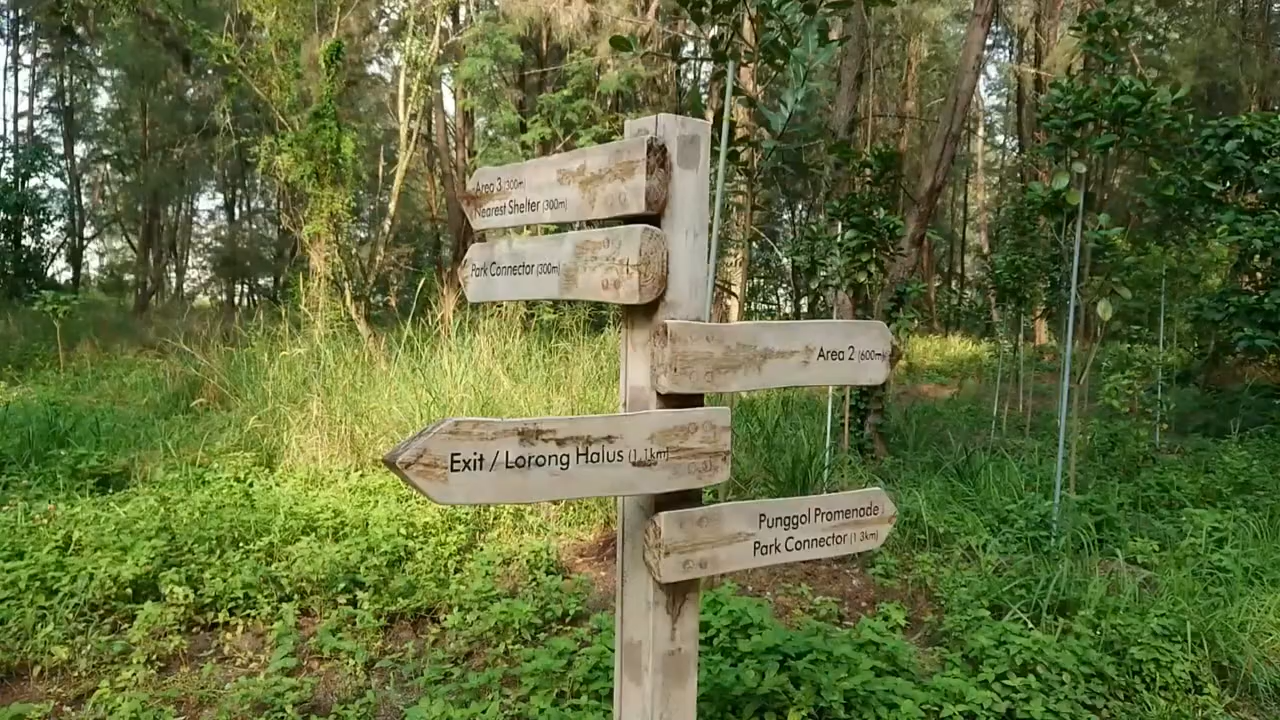 Area 3 (300m)
Nearest Shelter (300m)
Park Connector (300m)
Area 2 (600m)
Exit / Lorong Halus (1.1km)
Punggol Promenade
Park Connector (1.3km)